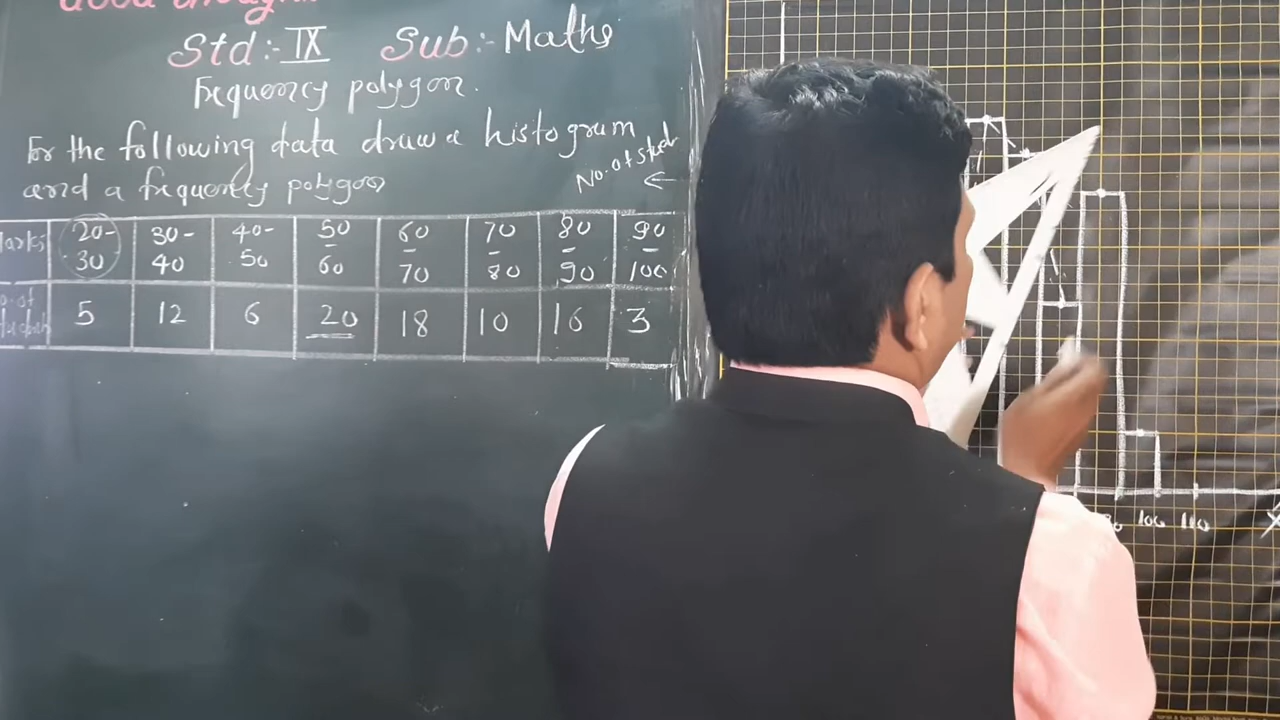 Good
Std:- IX Sub:- Maths
Frequency polygon.
For the following data draw a histogram
and a frequency polygon
No. of Stud
←
Marks 20- 30 30- 40 40- 50 50 - 60 60 - 70 70 - 80 80 - 90 90 - 100
No. of Students 5 12 6 20 18 10 16 3
100 110 X